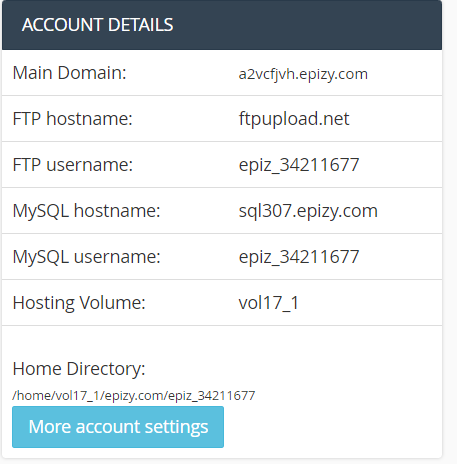 ACCOUNT DETAILS
Main Domain: a2vcfjvh.epizy.com
FTP hostname: ftpupload.net
FTP username: epiz_34211677
MySQL hostname: sql307.epizy.com
MySQL username: epiz_34211677
Hosting Volume: vol17_1
Home Directory:
/home/vol17_1/epizy.com/epiz_34211677
More account settings